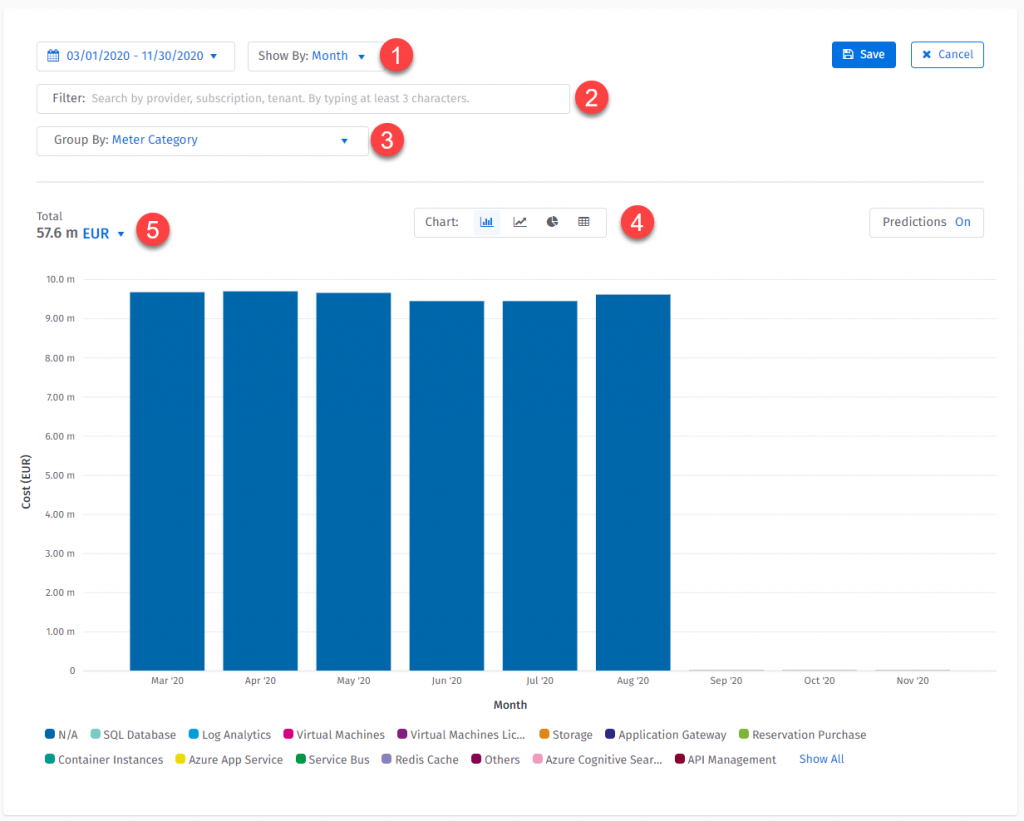 03/01/2020 - 11/30/2020
Show By: Month
1
Save
Cancel
Filter: Search by provider, subscription, tenant. By typing at least 3 characters.
2
Group By: Meter Category
3
Total
57.6 m EUR
5
Chart:
4
Predictions On
10.0 m
9.00 m
8.00 m
7.00 m
6.00 m
5.00 m
4.00 m
3.00 m
2.00 m
1.00 m
0
Cost (EUR)
Mar '20 Apr '20 May '20 Jun '20 Jul '20 Aug '20 Sep '20 Oct '20 Nov '20
Month
N/A SQL Database Log Analytics Virtual Machines Virtual Machines Lic... Storage Application Gateway Reservation Purchase
Container Instances Azure App Service Service Bus Redis Cache Others Azure Cognitive Sear... API Management Show All